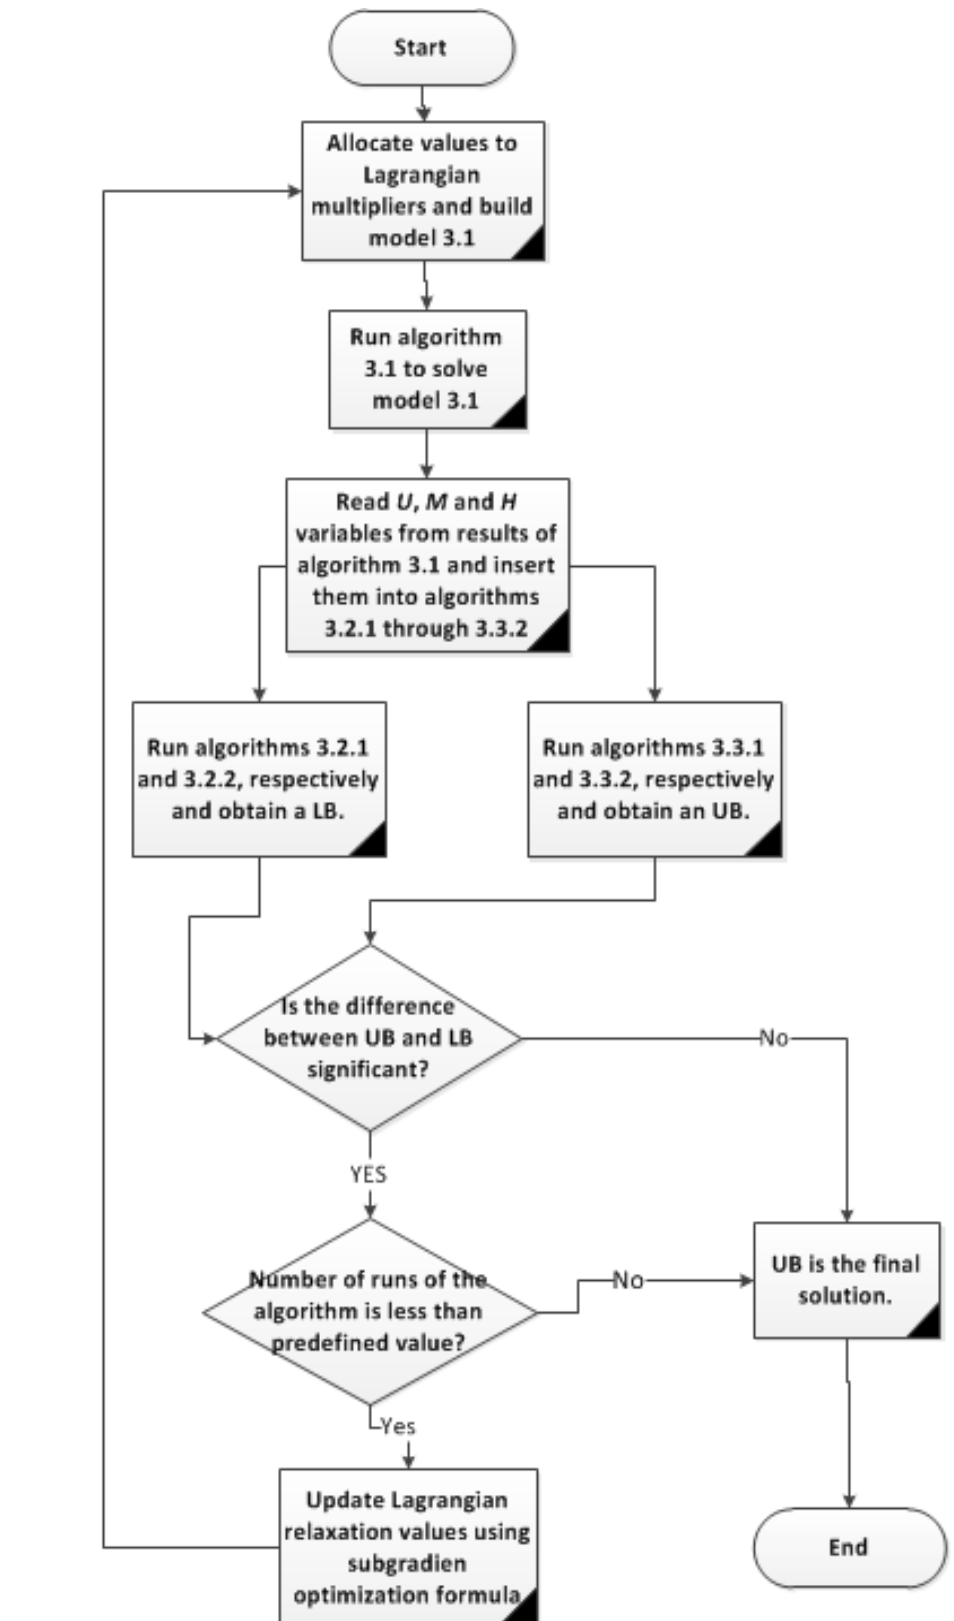 Start
Allocate values to
Lagrangian
multipliers and build
model 3.1
Run algorithm
3.1 to solve
model 3.1
Read U, M and H
variables from results of
algorithm 3.1 and insert
them into algorithms
3.2.1 through 3.3.2
Run algorithms 3.2.1
and 3.2.2, respectively
and obtain a LB.
Run algorithms 3.3.1
and 3.3.2, respectively
and obtain an UB.
Is the difference
between UB and LB
significant?
No
YES
Number of runs of the
algorithm is less than
predefined value?
No
UB is the final
solution.
Yes
Update Lagrangian
relaxation values using
subgradien
optimization formula
End